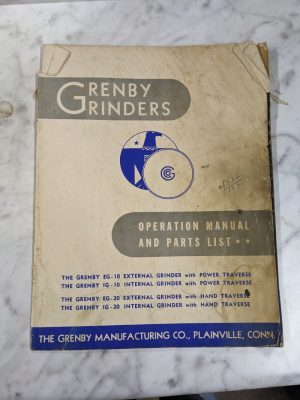 GRENBY
GRINDERS
OPERATION MANUAL
AND PARTS LIST ★ ★
THE GRENBY EG-10 EXTERNAL GRINDER with POWER TRAVERSE
THE GRENBY IG-10 INTERNAL GRINDER with POWER TRAVERSE
THE GRENBY EG-20 EXTERNAL GRINDER with HAND TRAVERSE
THE GRENBY IG-20 INTERNAL GRINDER with HAND TRAVERSE
THE GRENBY MANUFACTURING CO., PLAINVILLE, CONN.